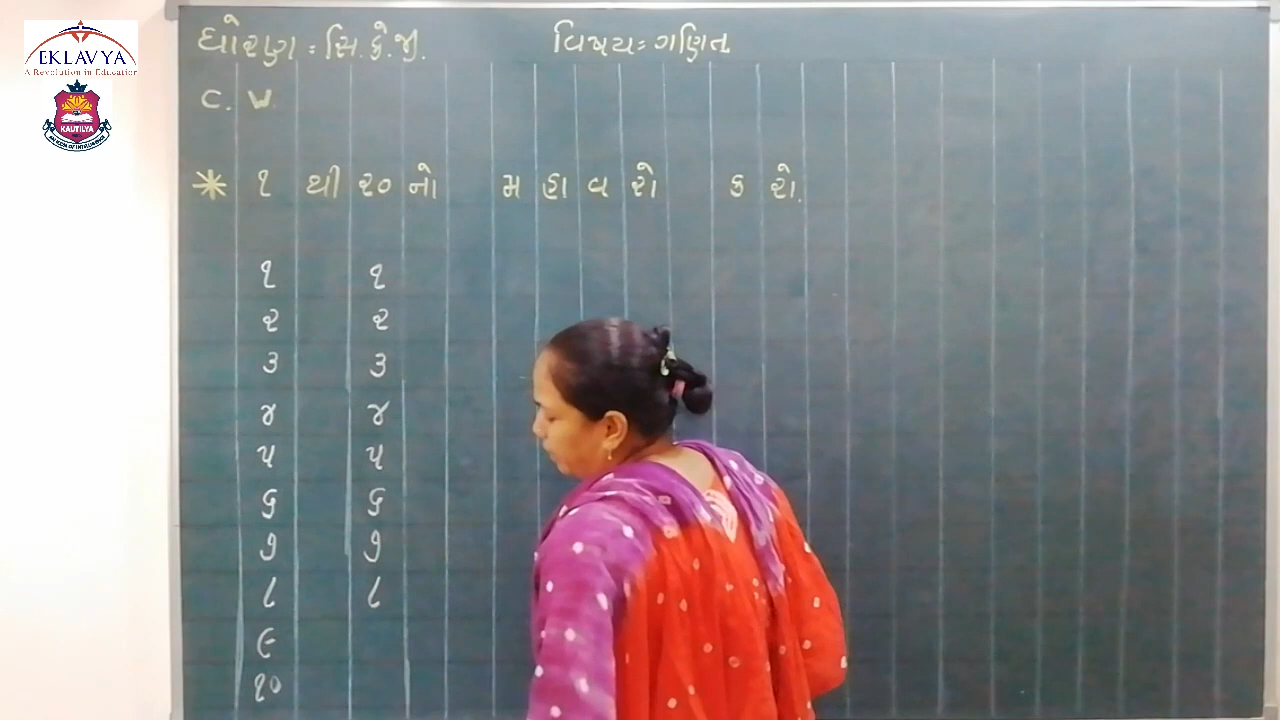 EKLAVYA
A Revolution in Education
KAUTILYA
ધોરણ : સિ. કે. જી. વિષય : ગણિત
C. W.
* ૧ થી ૨૦ નો મહાવરો કરો.
૧ ૧
૨ ૨
૩ ૩
૪ ૪
૫ ૫
૬ ૬
૭ ૭
૮ ૮
૯
૧૦